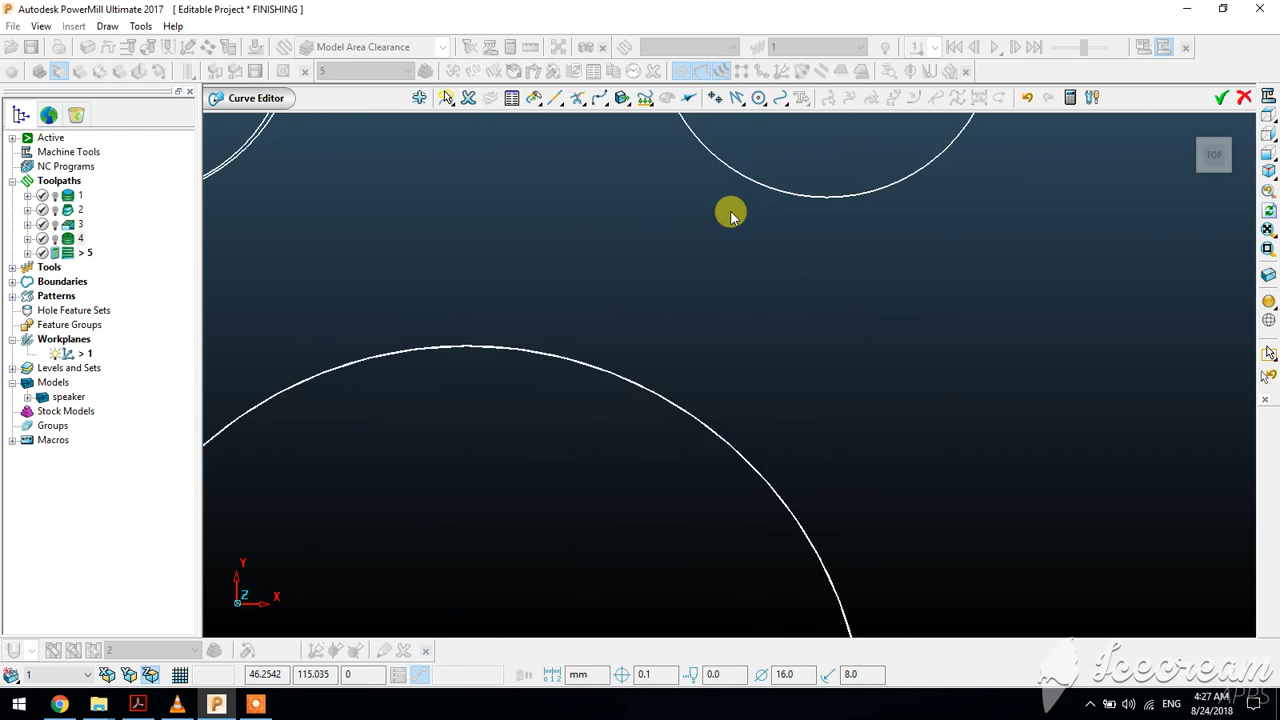 Autodesk PowerMill Ultimate 2017 [ Editable Project * FINISHING ]
File View Insert Draw Tools Help
Model Area Clearance 1
5
Curve Editor
TOP
Active
Machine Tools
NC Programs
Toolpaths
1
2
3
4
> 5
Tools
Boundaries
Patterns
Hole Feature Sets
Feature Groups
Workplanes
> 1
Levels and Sets
Models
speaker
Stock Models
Groups
Macros
Y
Z X
2
1 46.2542 115.035 0 mm 0.1 0.0 16.0 8.0
Icecream
APPS
ENG 4:27 AM
8/24/2018